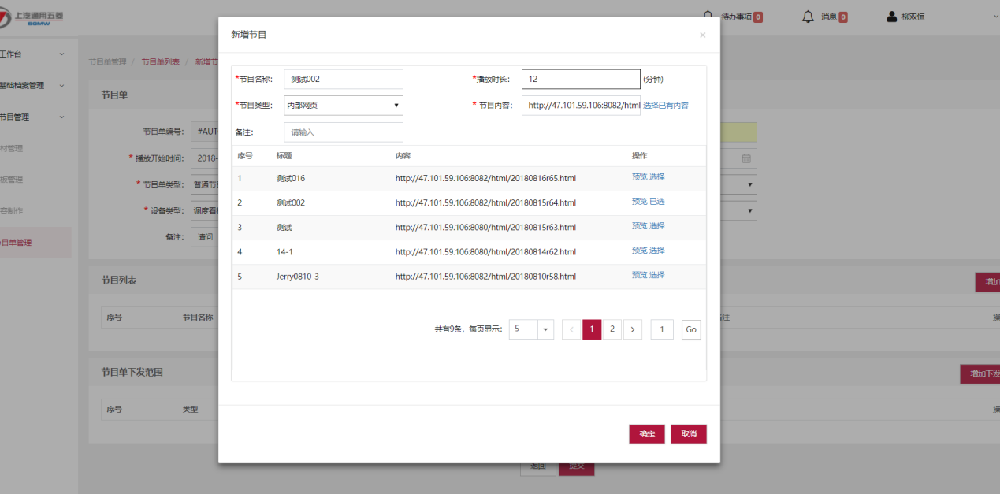 上汽通用五菱
SGMW
待办事项 0
消息 0
柳双恒
工作台
基础档案管理
节目管理
材管理
板管理
容制作
节目单管理
节目管理 / 节目单列表 / 新增节
节目单
节目单编号: #AUT
* 播放开始时间: 2018-
* 节目单类型: 普通节目
* 设备类型: 调度看
备注: 请问
节目列表
增加
序号 节目名称 备注 操
节目单下发范围
增加下发
序号 类型 操
返回 提交
新增节目
×
*节目名称: 测试002
*播放时长: 12 (分钟)
*节目类型: 内部网页
* 节目内容: http://47.101.59.106:8082/html 选择已有内容
备注: 请输入
序号 标题 内容 操作
1 测试016 http://47.101.59.106:8082/html/20180816r65.html 预览 选择
2 测试002 http://47.101.59.106:8082/html/20180815r64.html 预览 已选
3 测试 http://47.101.59.106:8080/html/20180815r63.html 预览 选择
4 14-1 http://47.101.59.106:8080/html/20180814r62.html 预览 选择
5 Jerry0810-3 http://47.101.59.106:8082/html/20180810r58.html 预览 选择
共有9条，每页显示: 5 < 1 2 > 1 Go
确定 取消